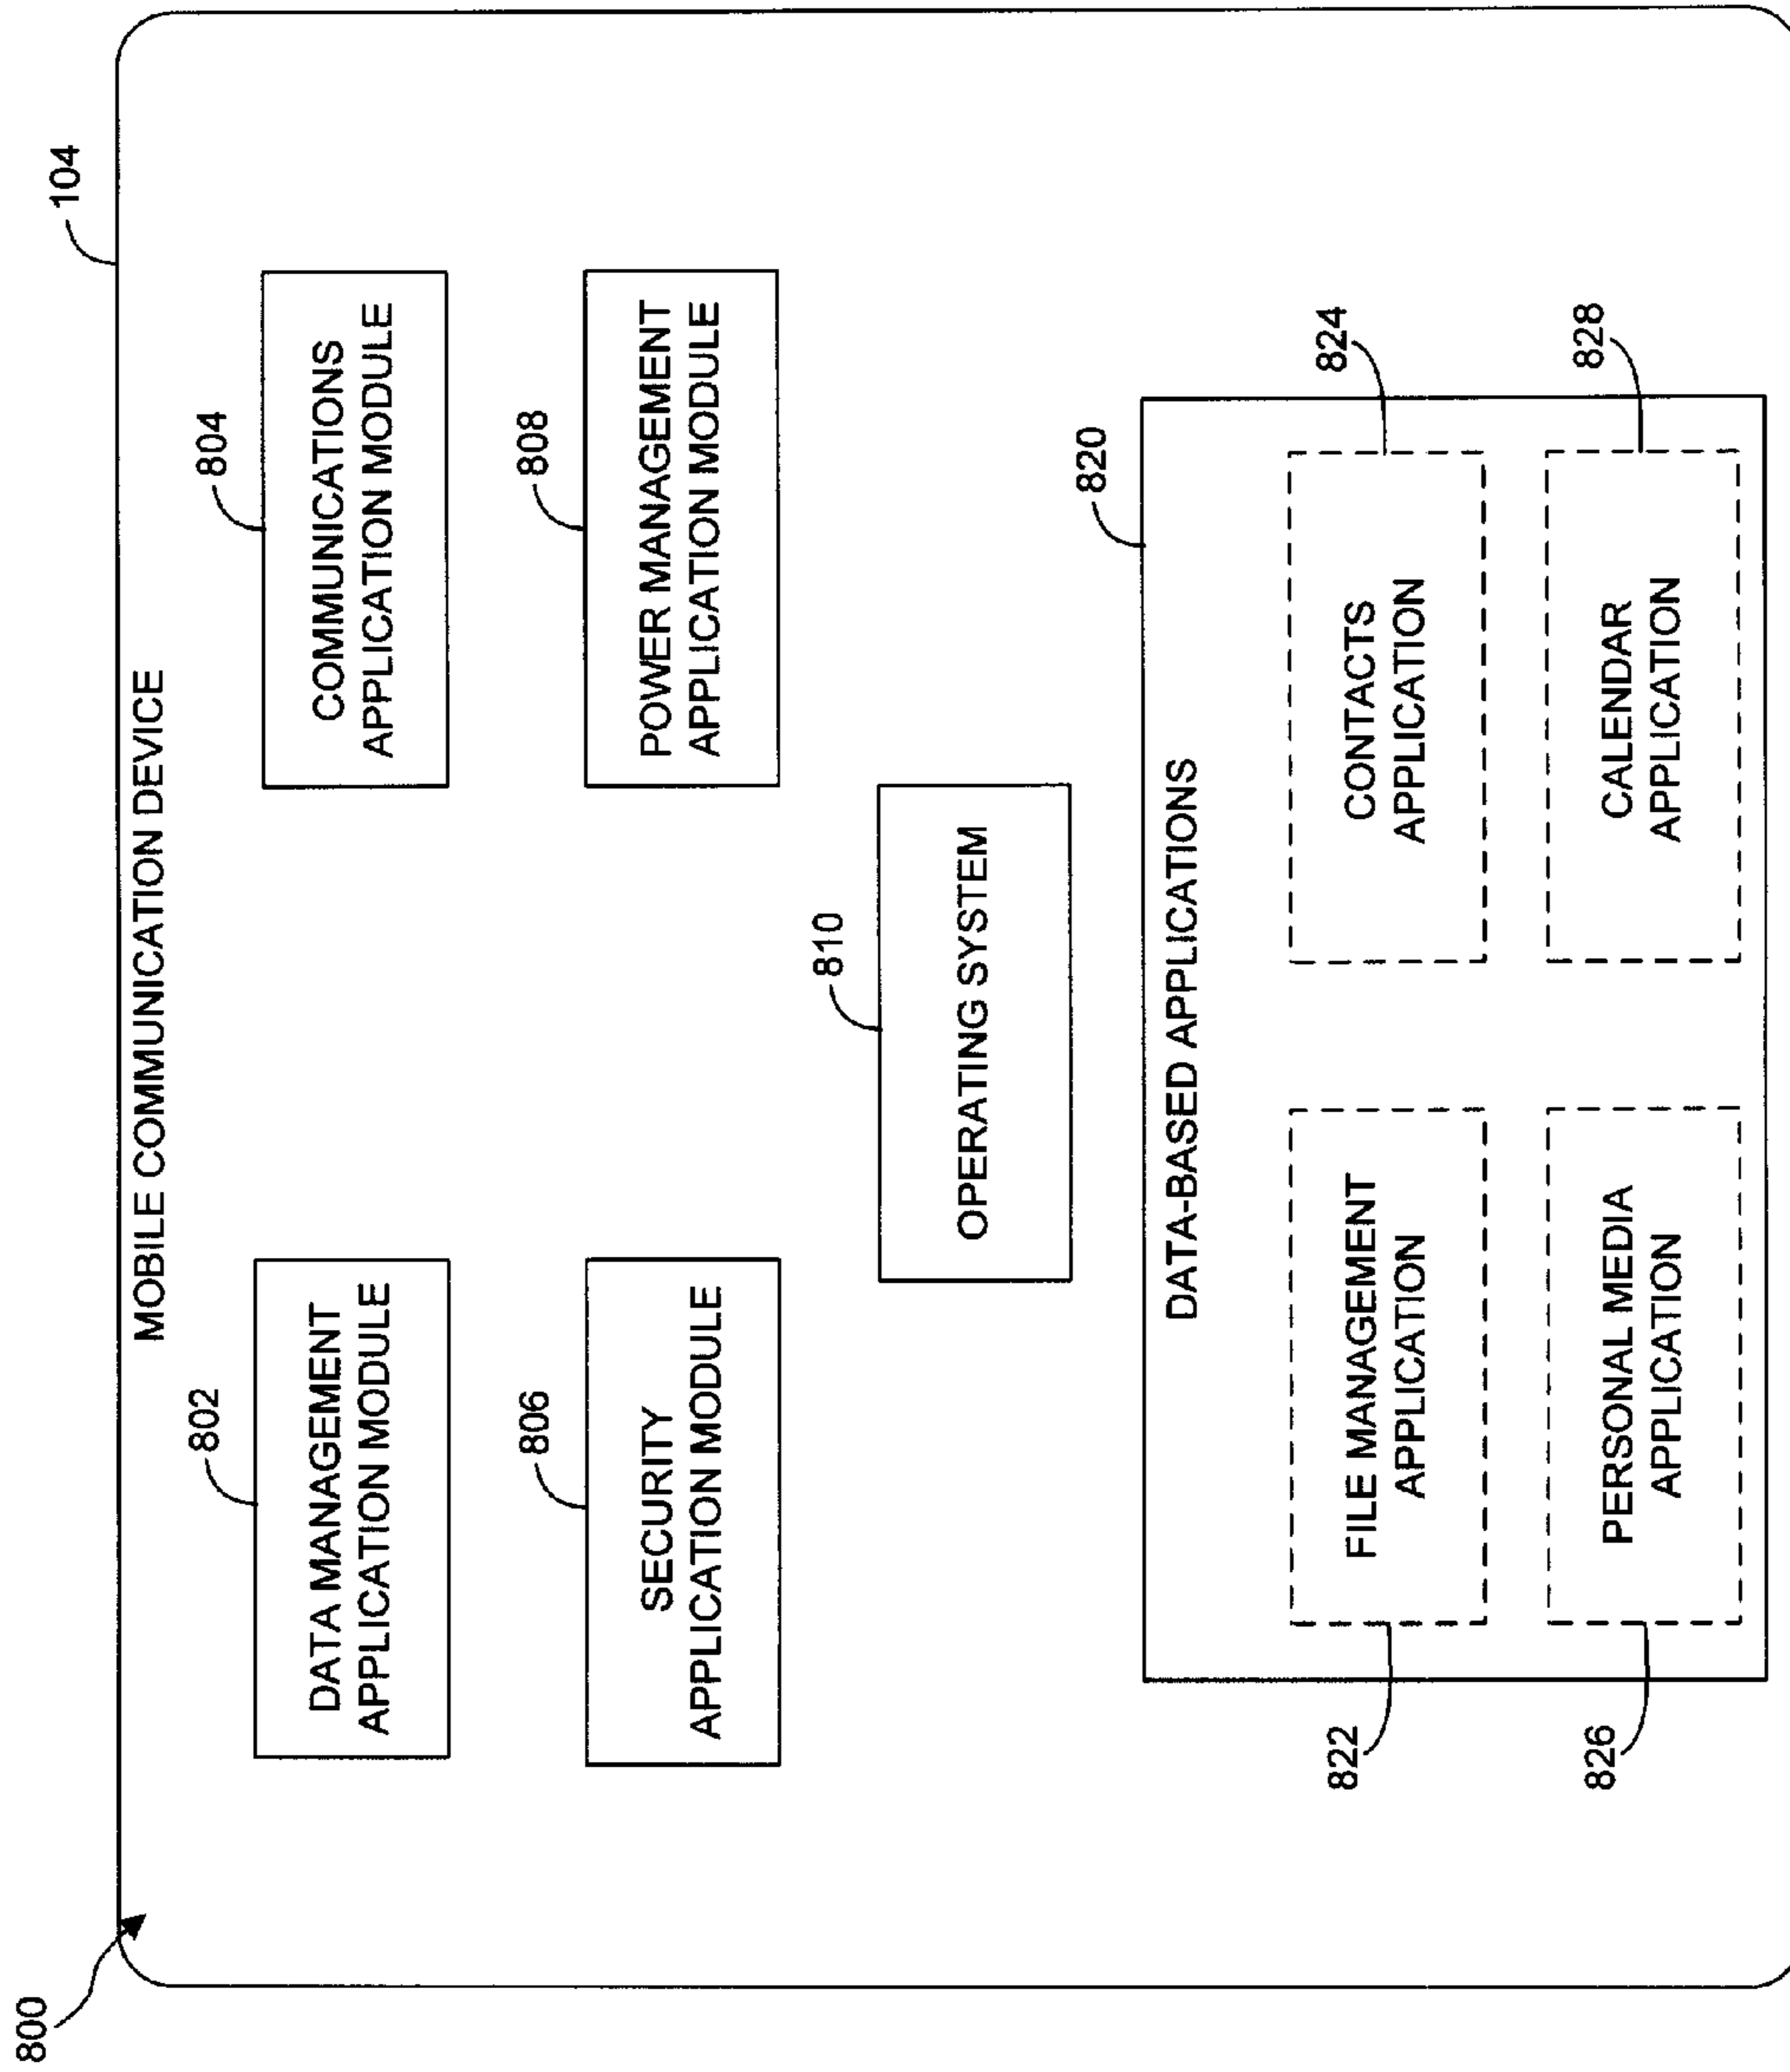 800
104
MOBILE COMMUNICATION DEVICE
802
DATA MANAGEMENT
APPLICATION MODULE
804
COMMUNICATIONS
APPLICATION MODULE
806
SECURITY
APPLICATION MODULE
808
POWER MANAGEMENT
APPLICATION MODULE
810
OPERATING SYSTEM
820
DATA-BASED APPLICATIONS
822
FILE MANAGEMENT
APPLICATION
824
CONTACTS
APPLICATION
826
PERSONAL MEDIA
APPLICATION
828
CALENDAR
APPLICATION